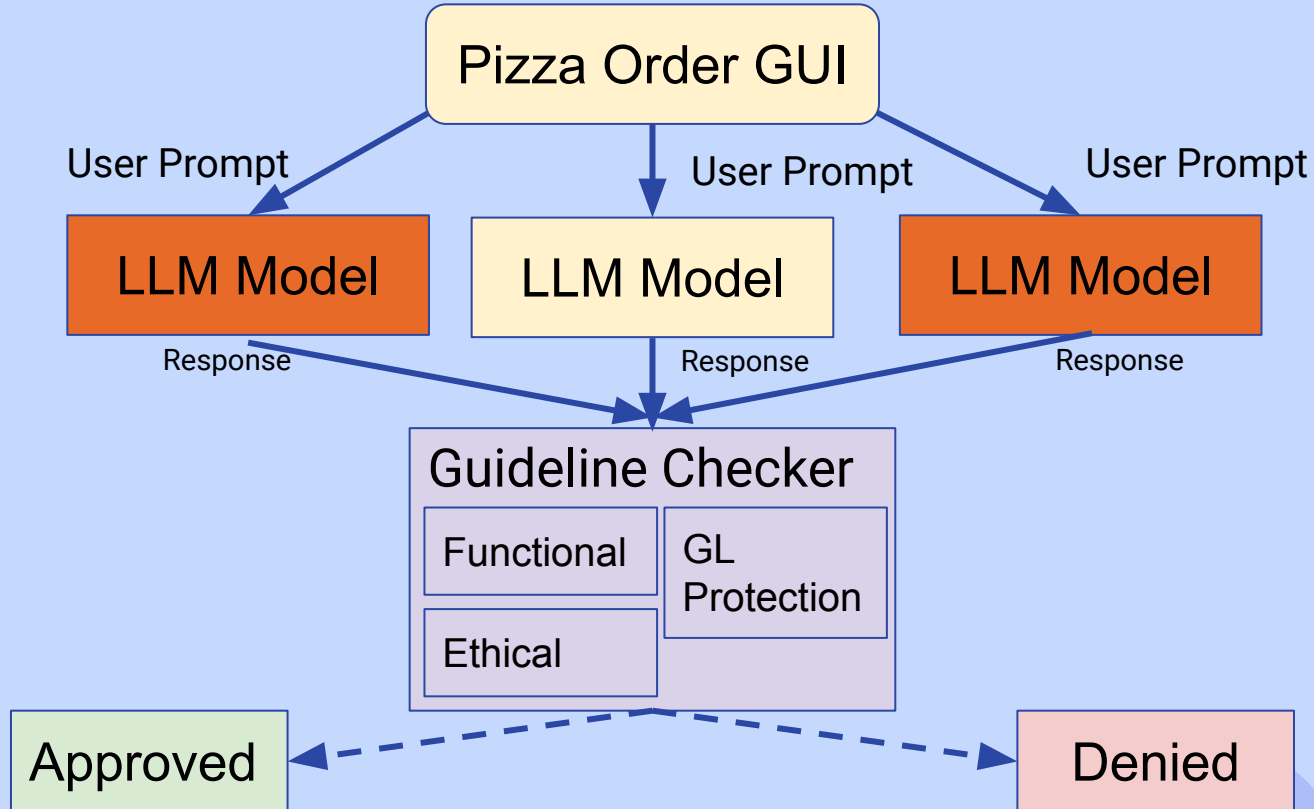 Pizza Order GUI
User Prompt
User Prompt
User Prompt
LLM Model
LLM Model
LLM Model
Response
Response
Response
Guideline Checker
Functional
GL
Protection
Ethical
Approved
Denied